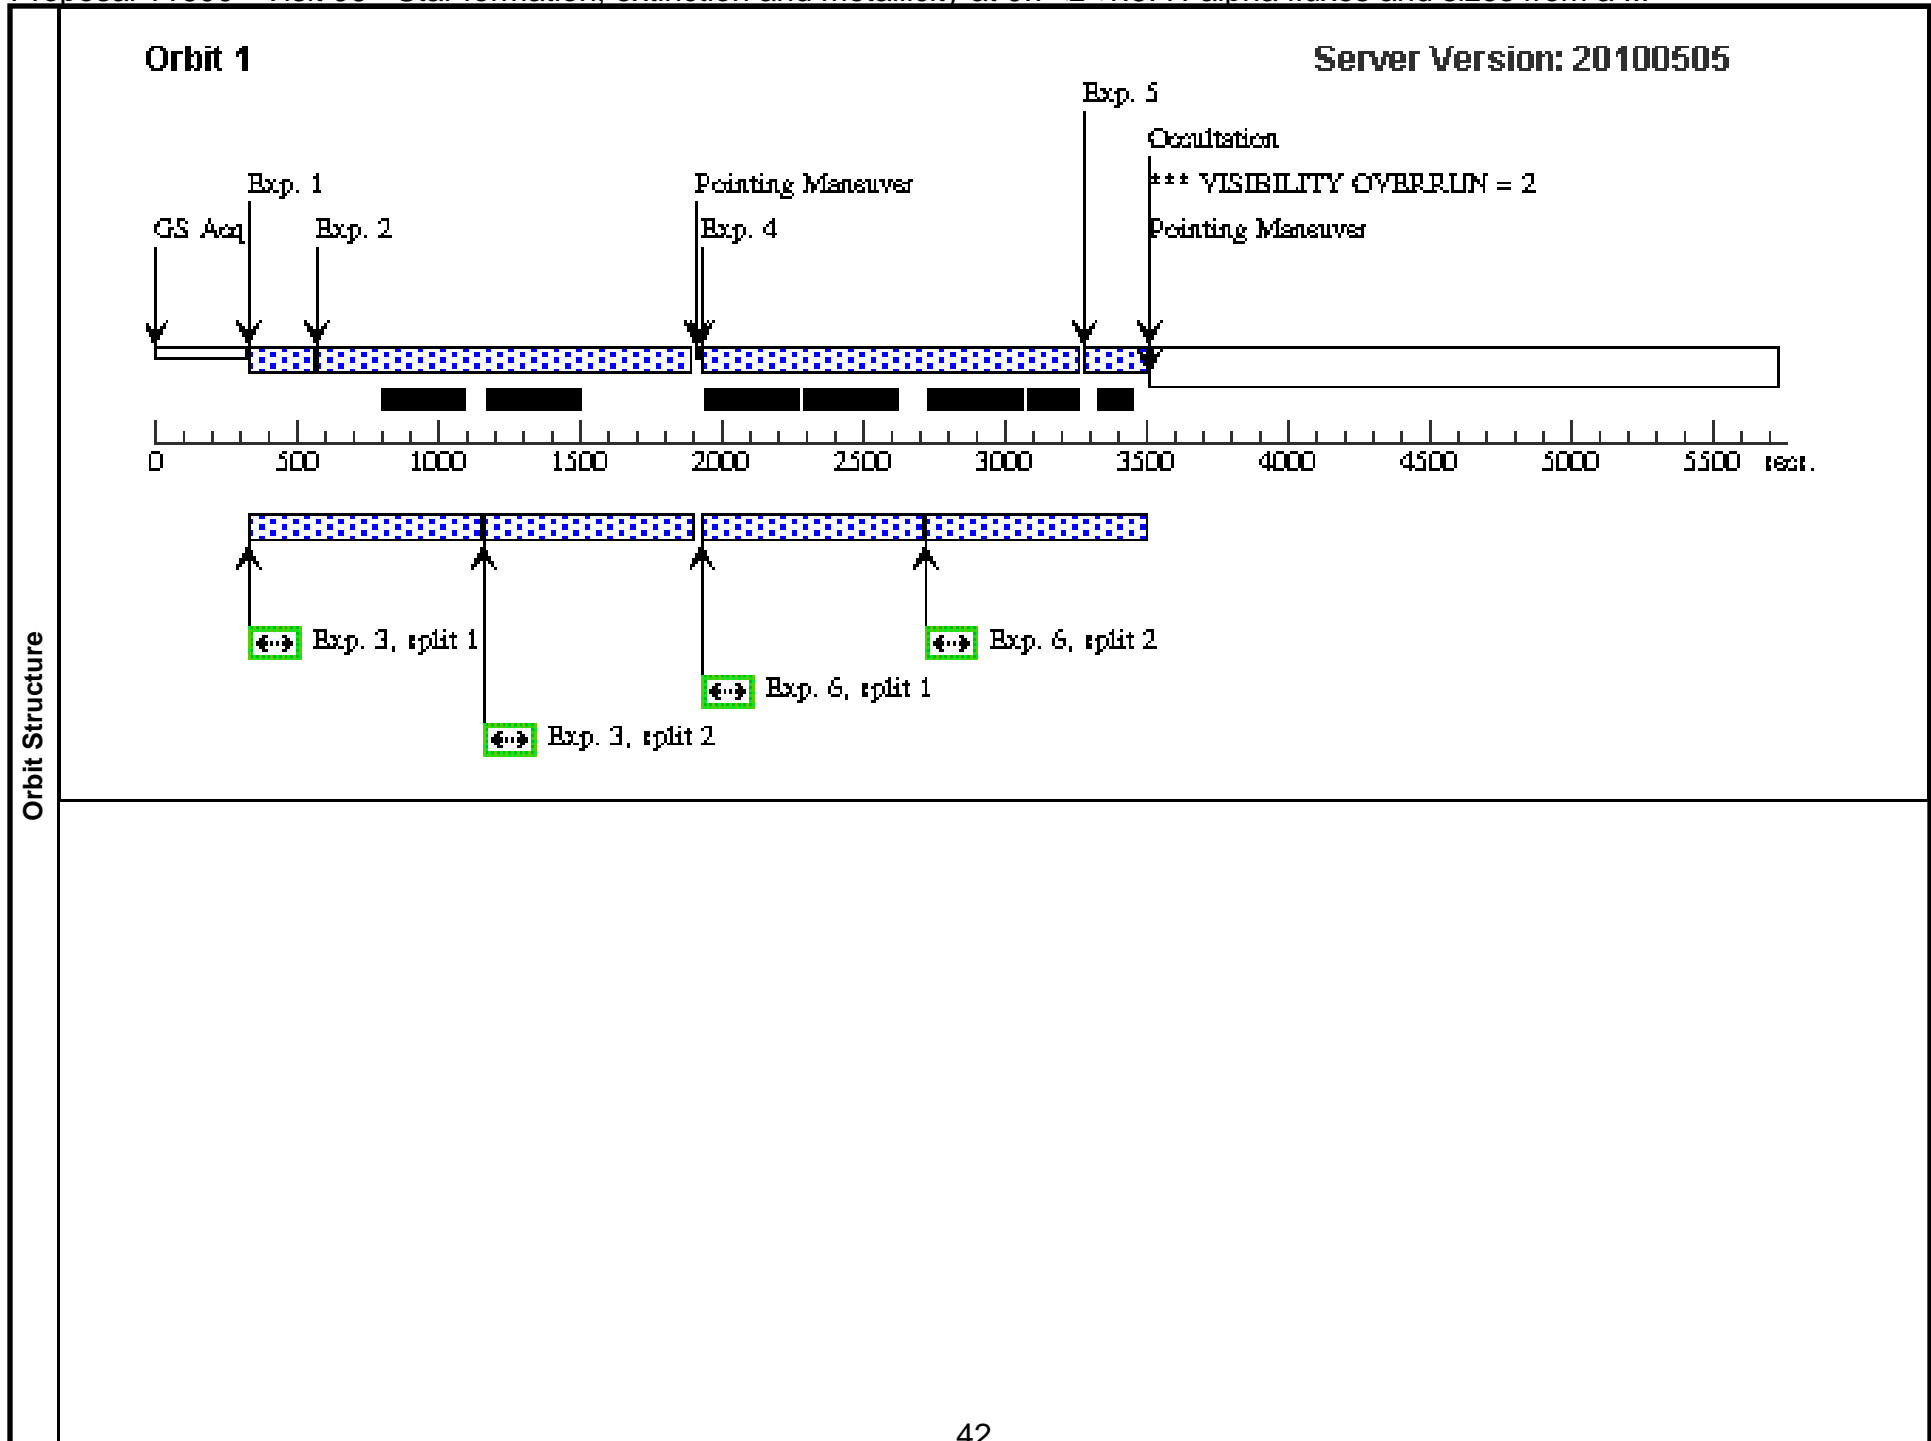 Orbit 1
Server Version: 20100505
Exp. 5
Occultation
Exp. 1
Pointing Maneuver
*** VISIBILITY OVERRUN = 2
GS Acq
Exp. 2
Exp. 4
Pointing Maneuver
0 500 1000 1500 2000 2500 3000 3500 4000 4500 5000 5500 secs.
Exp. 3, split 1
Exp. 6, split 2
Exp. 6, split 1
Exp. 3, split 2
Orbit Structure
42